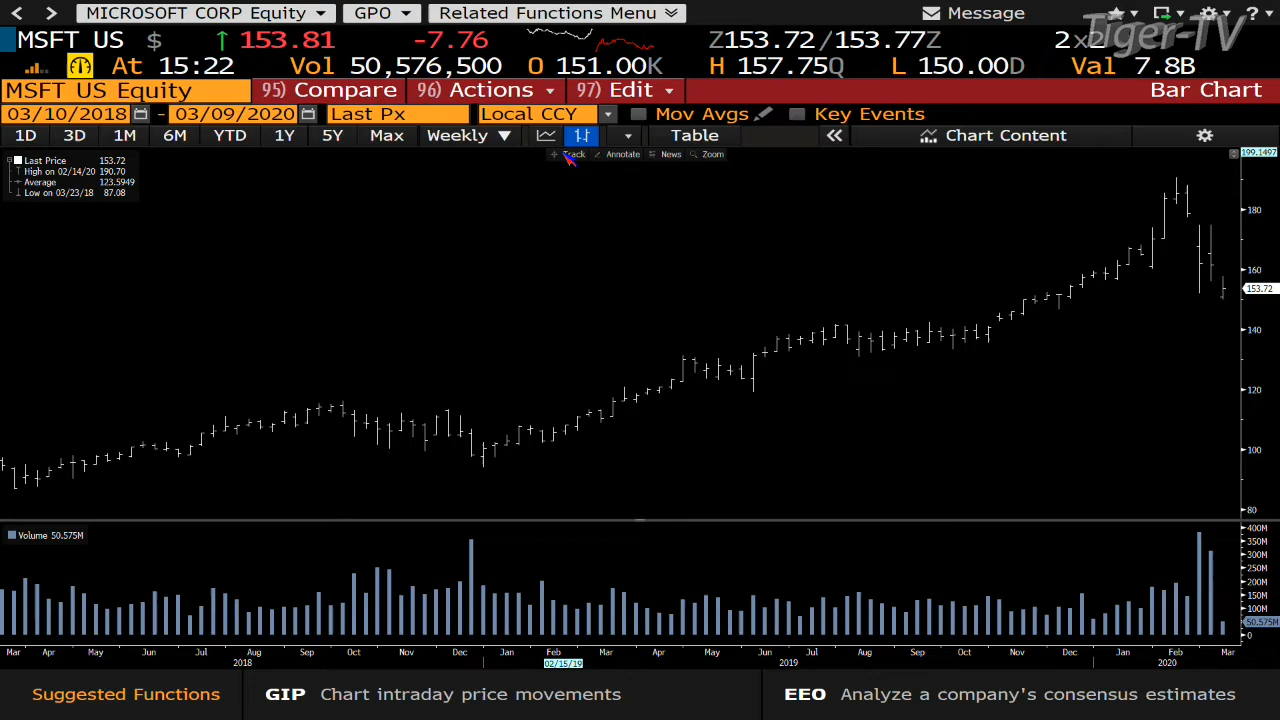 MICROSOFT CORP Equity GPO Related Functions Menu Message ?
MSFT US $ 153.81 -7.76 Z153.72/153.77Z 2x2 Tiger-TV
At 15:22 Vol 50,576,500 O 151.00K H 157.75Q L 150.00D Val 7.8B
MSFT US Equity 95) Compare 96) Actions 97) Edit Bar Chart
03/10/2018 - 03/09/2020 Last Px Local CCY Mov Avgs Key Events
1D 3D 1M 6M YTD 1Y 5Y Max Weekly Table Chart Content
Track Annotate News Zoom
199.1497
Last Price 153.72
High on 02/14/20 190.70
Average 123.5949
Low on 03/23/18 87.08
180
160
153.72
140
120
100
80
Volume 50.575M
400M
350M
300M
250M
200M
150M
100M
50.575M
0
Mar Apr May Jun Jul Aug Sep Oct Nov Dec Jan Feb Mar Apr May Jun Jul Aug Sep Oct Nov Dec Jan Feb Mar
2018 02/15/19 2019 2020
Suggested Functions GIP Chart intraday price movements EEO Analyze a company's consensus estimates